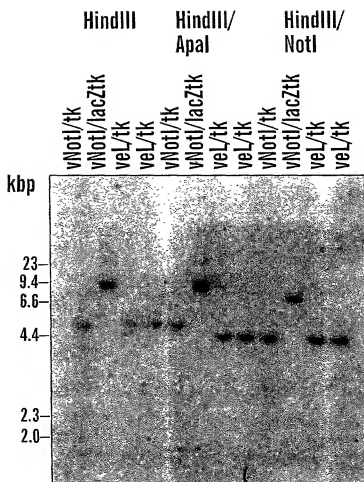 HindIII HindIII/ HindIII/
ApaI NotI
vNotI/tk
vNotI/lacZtk
veL/tk
veL/tk
vNotI/tk
vNotI/lacZtk
veL/tk
veL/tk
vNotI/tk
vNotI/lacZtk
veL/tk
veL/tk
kbp
23
9.4
6.6
4.4
2.3
2.0